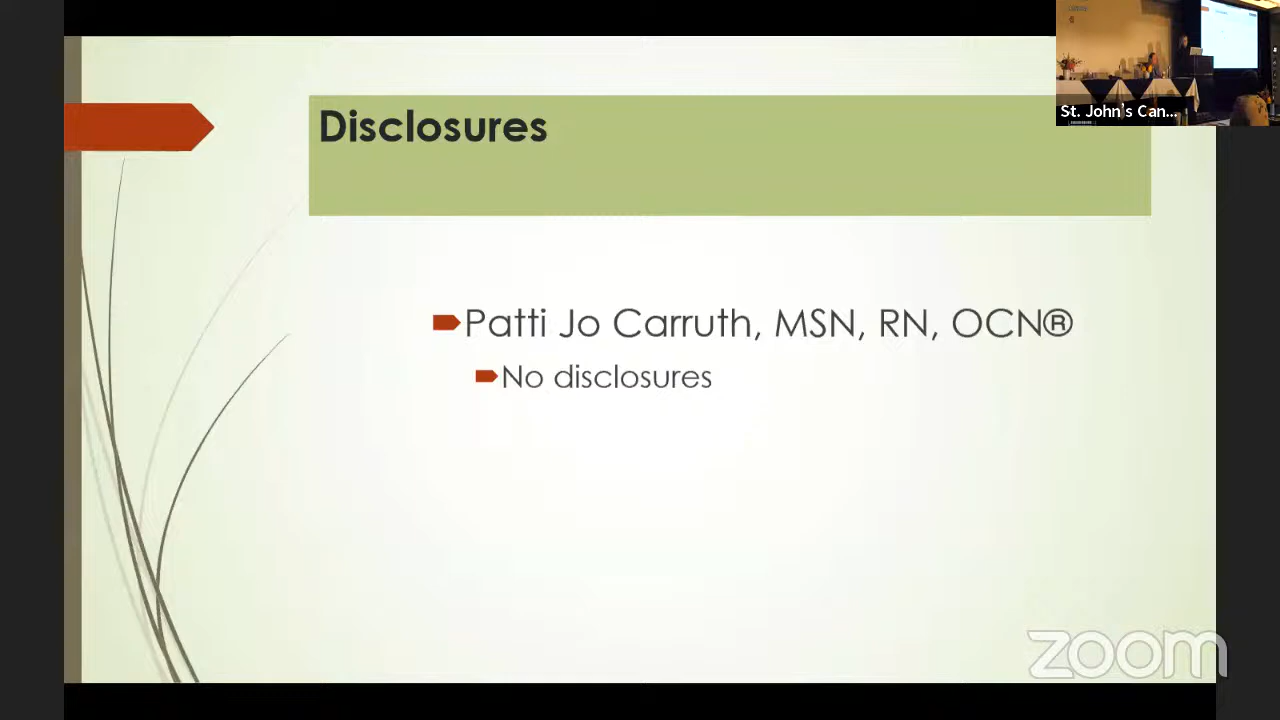 Disclosures
St. John's Can...
Patti Jo Carruth, MSN, RN, OCN®
No disclosures
zoom